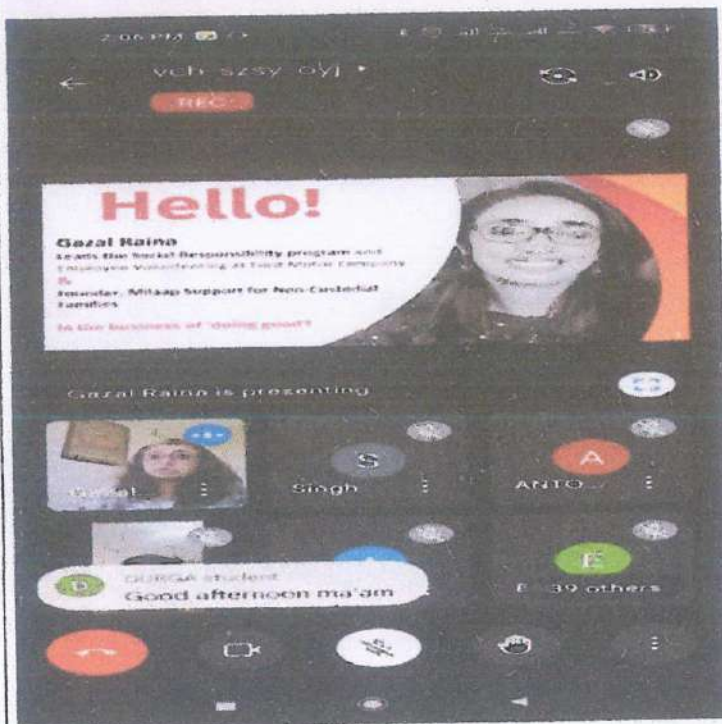 2:06 PM
vch-szsy-oyj
REC
Hello!
Gazal Raina
Leads the Social Responsibility program and
Employee Volunteering at Ford Motor Company
&
Founder, Milaap Support for Non-Custodial
Families
In the business of 'doing good'!
Gazal Raina is presenting
S
Singh
A
ANTO...
D
DURGA student
Good afternoon ma'am
E
39 others